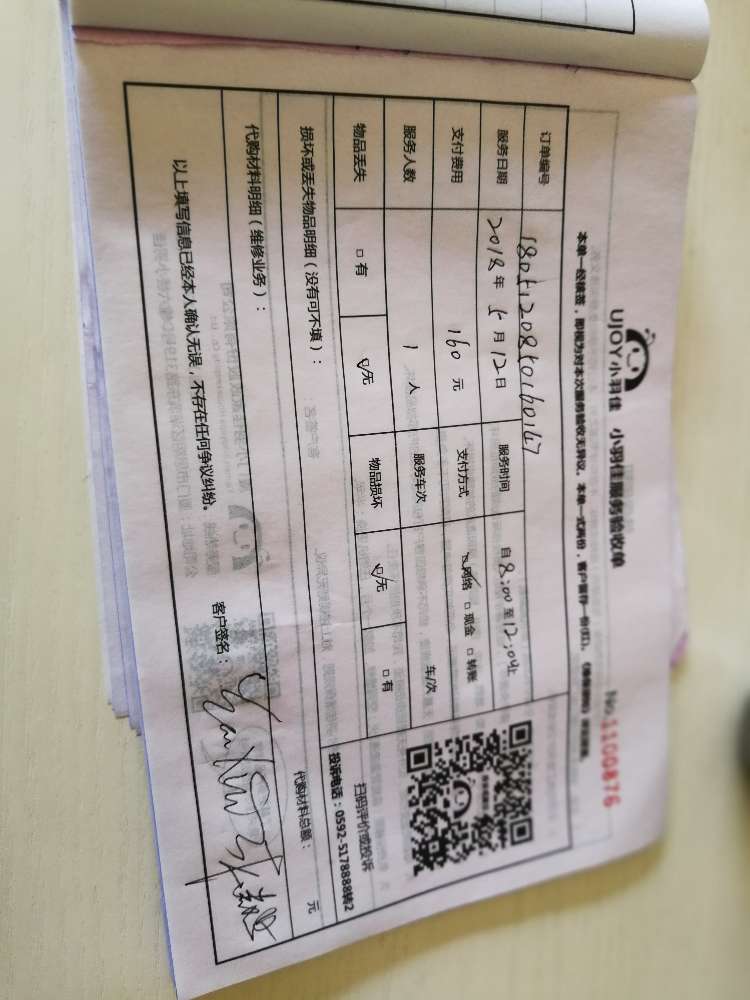 UJOY小羽佳 小羽佳服务验收单
No.1100876
本单一经核签，即视为对本次服务验收无异议。本单一式两份，客户留存一份(红)。
订单编号
服务日期 2018年5月12日 服务时间 自8:00至12:04止
支付费用 160元 支付方式 ☑网络 □现金 □转账
服务人数 1人 服务车次 车/次
物品丢失 □有 ☑无 物品损坏 ☑无 □有
扫码评价或投诉
投诉电话：0592-5178888转2
损坏或丢失物品明细（没有可不填）：
代购材料明细（维修业务）： 代购材料总额： 元
以上填写信息已经本人确认无误，不存在任何争议纠纷。 客户签名：